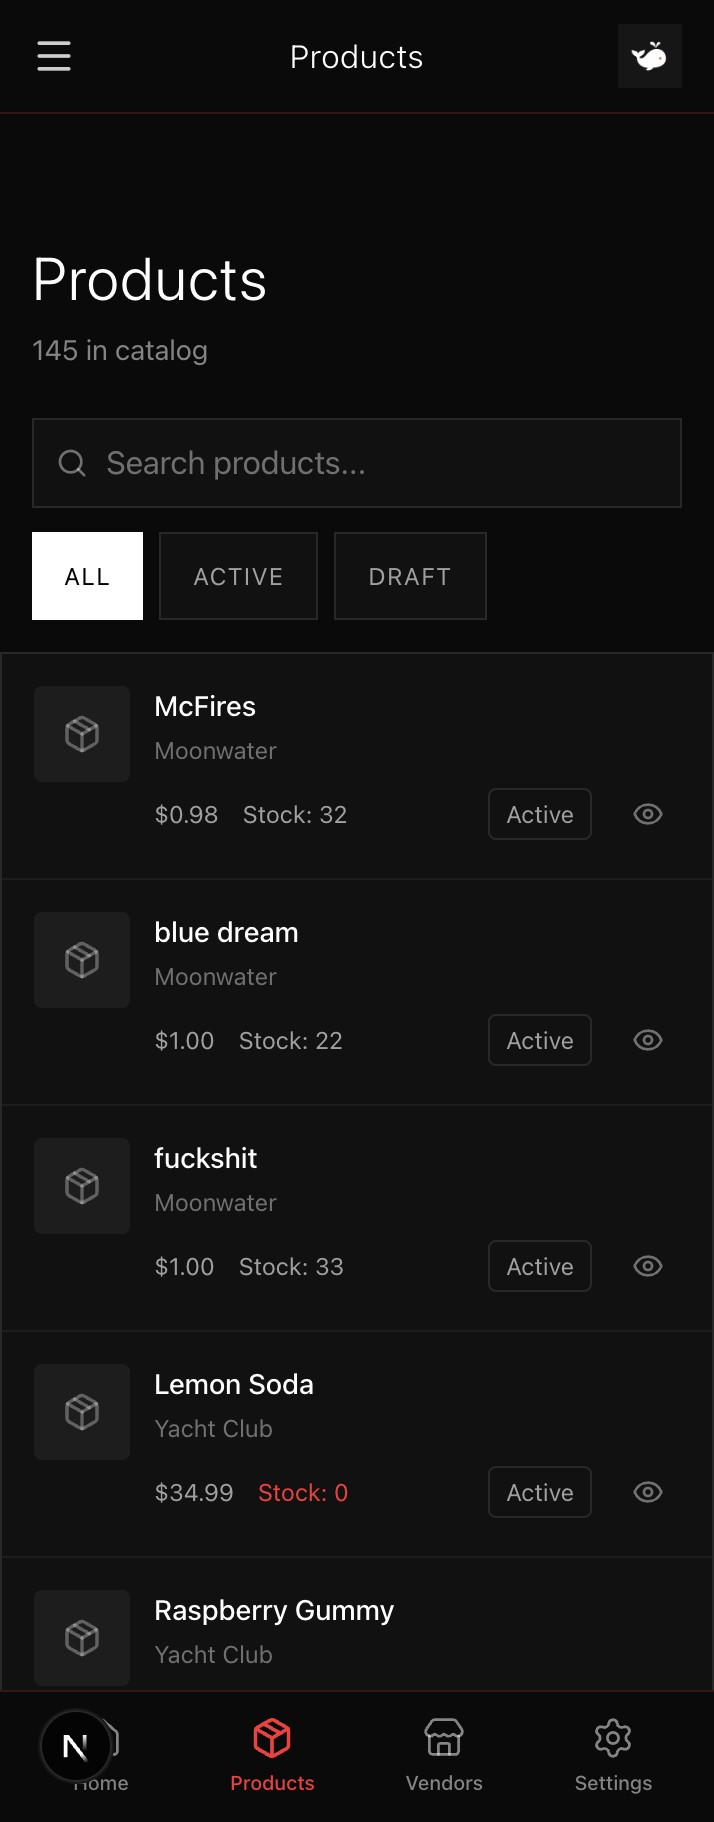 Products
Products
145 in catalog
Search products...
ALL ACTIVE DRAFT
McFires
Moonwater
$0.98 Stock: 32 Active
blue dream
Moonwater
$1.00 Stock: 22 Active
fuckshit
Moonwater
$1.00 Stock: 33 Active
Lemon Soda
Yacht Club
$34.99 Stock: 0 Active
Raspberry Gummy
Yacht Club
N
Home Products Vendors Settings